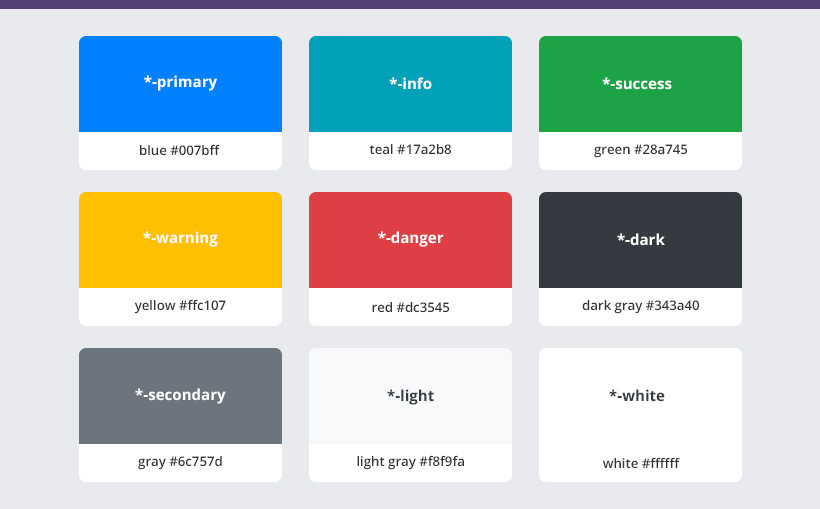 *-primary
blue #007bff
*-info
teal #17a2b8
*-success
green #28a745
*-warning
yellow #ffc107
*-danger
red #dc3545
*-dark
dark gray #343a40
*-secondary
gray #6c757d
*-light
light gray #f8f9fa
*-white
white #ffffff